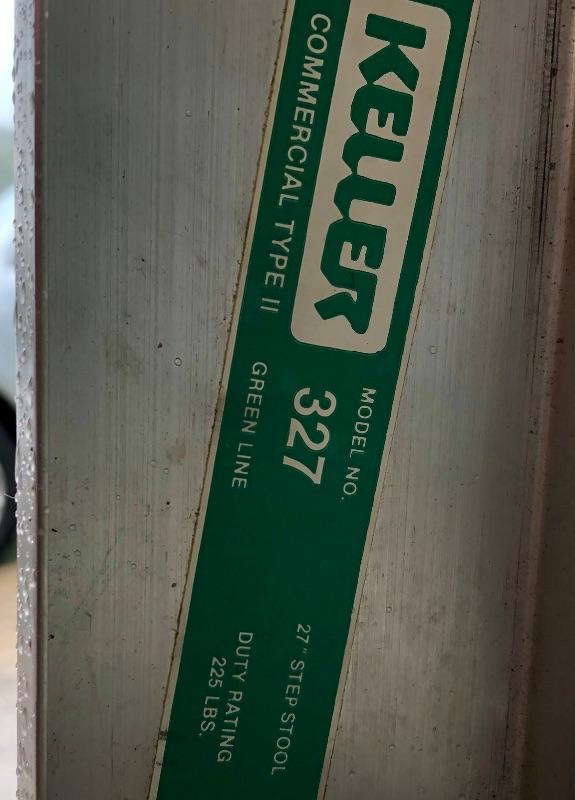 KELLER
COMMERCIAL TYPE II
MODEL NO.
327
GREEN LINE
27" STEP STOOL
DUTY RATING
225 LBS.